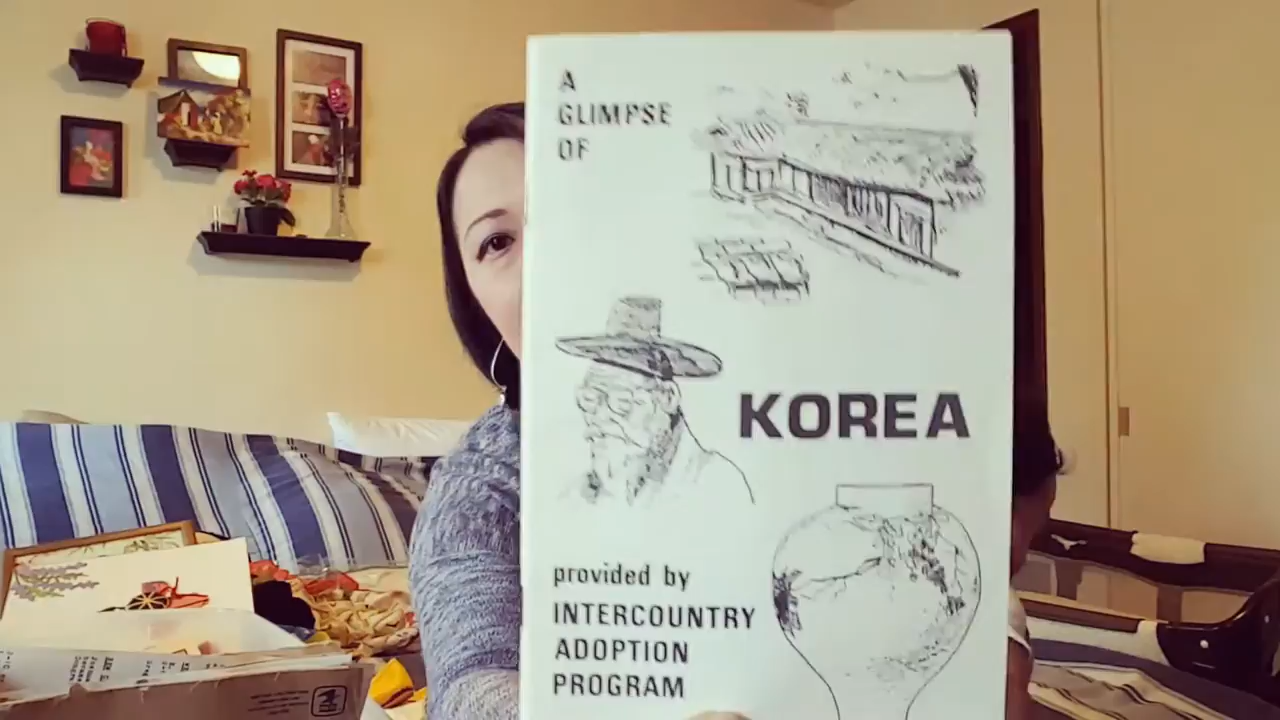 A
GLIMPSE
OF
KOREA
provided by
INTERCOUNTRY
ADOPTION
PROGRAM